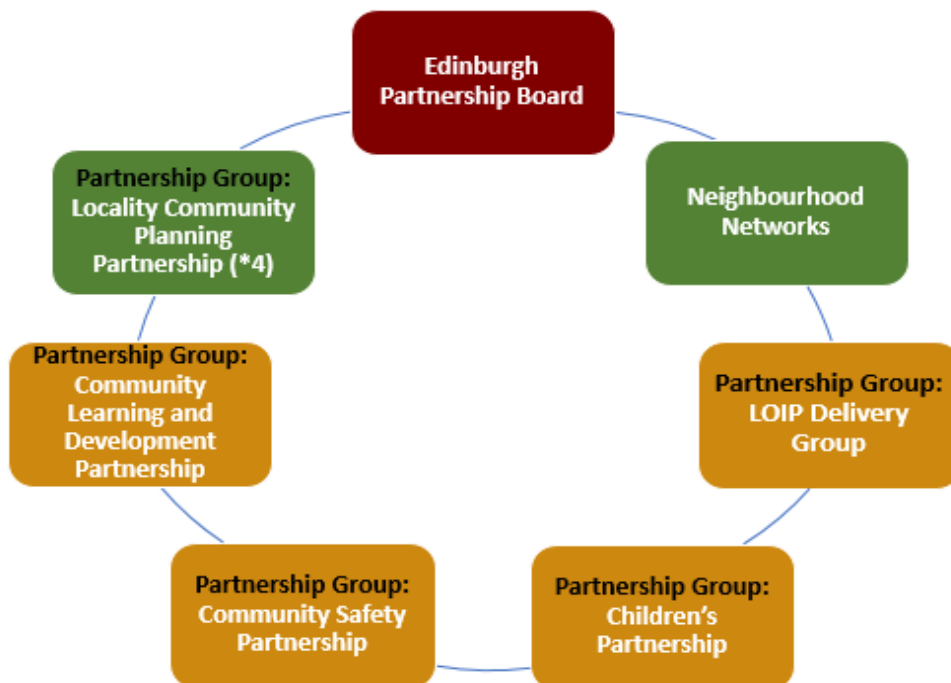 Edinburgh
Partnership Board
Partnership Group:
Locality Community
Planning
Partnership (*4)
Neighbourhood
Networks
Partnership Group:
Community
Learning and
Development
Partnership
Partnership Group:
LOIP Delivery
Group
Partnership Group:
Community Safety
Partnership
Partnership Group:
Children’s
Partnership